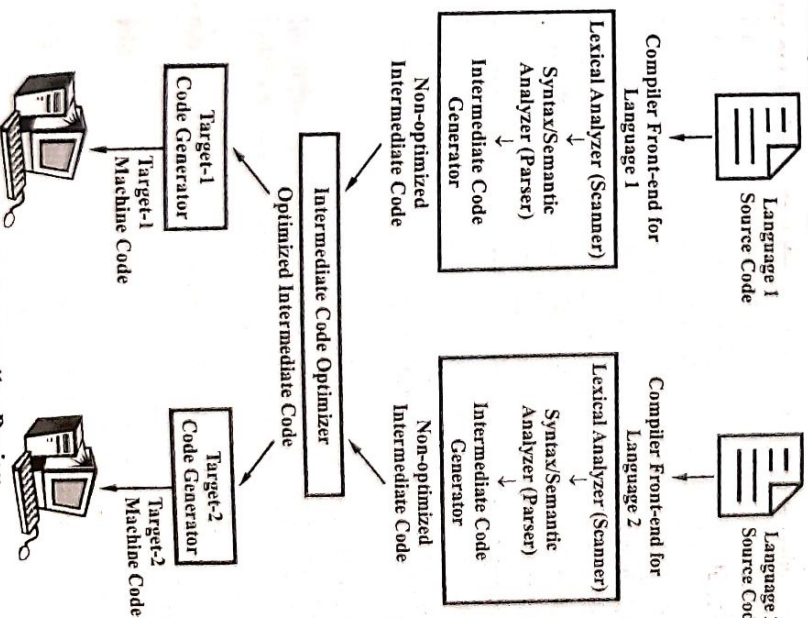 Language 1
Source Code
Compiler Front-end for
Language 1
Lexical Analyzer (Scanner)
↓
Syntax/Semantic
Analyzer (Parser)
↓
Intermediate Code
Generator
Non-optimized
Intermediate Code
Language
Source Cod
Compiler Front-end for
Language 2
Lexical Analyzer (Scanner)
↓
Syntax/Semantic
Analyzer (Parser)
↓
Intermediate Code
Generator
Non-optimized
Intermediate Code
Intermediate Code Optimizer
Optimized Intermediate Code
Target-1
Code Generator
Target-1
Machine Code
Target-2
Code Generator
Target-2
Machine Code